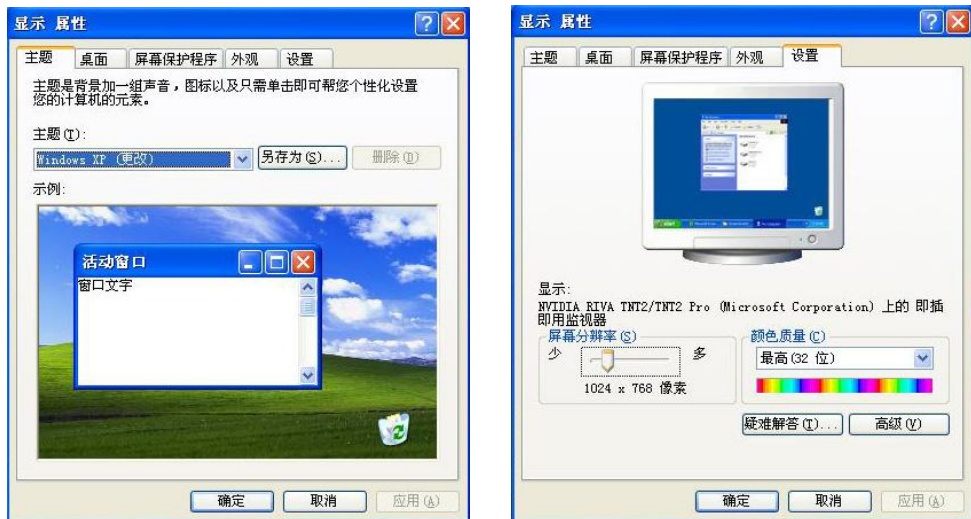 显示 属性
主题 桌面 屏幕保护程序 外观 设置
主题是背景加一组声音，图标以及只需单击即可帮您个性化设置
您的计算机的元素。
主题(T):
Windows XP (更改) 另存为(S)... 删除(D)
示例:
活动窗口
窗口文字
确定 取消 应用(A)
显示 属性
主题 桌面 屏幕保护程序 外观 设置
显示:
NVIDIA RIVA TNT2/TNT2 Pro (Microsoft Corporation) 上的 即插
即用监视器
屏幕分辨率(S) 颜色质量(C)
少 多 最高(32 位)
1024 x 768 像素
疑难解答(T)... 高级(V)
确定 取消 应用(A)